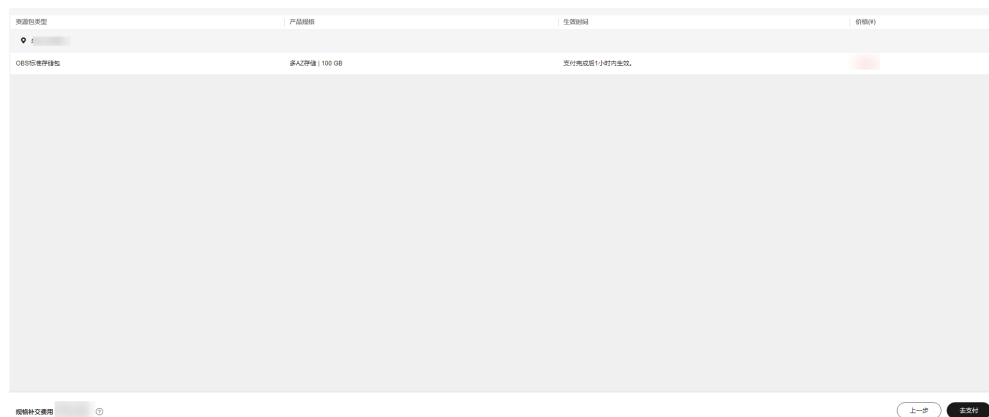 资源包类型 产品规格 生效时间 价格(¥)
OBS标准存储包 多AZ存储 | 100 GB 支付完成后1小时内生效。
规格补交费用 上一步 去支付